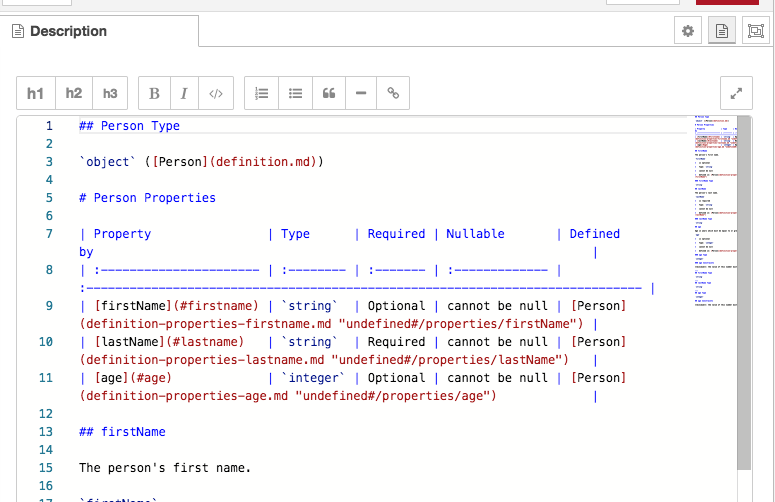 Description
h1 h2 h3 B I </>
1 ## Person Type
2
3 `object` ([Person](definition.md))
4
5 # Person Properties
6
7 | Property | Type | Required | Nullable | Defined
by |
8 | :---------------------- | :-------- | :------- | :------------- |
:----------------------------------------------------------------------------- |
9 | [firstName](#firstname) | `string` | Optional | cannot be null | [Person]
(definition-properties-firstname.md "undefined#/properties/firstName") |
10 | [lastName](#lastname) | `string` | Required | cannot be null | [Person]
(definition-properties-lastname.md "undefined#/properties/lastName") |
11 | [age](#age) | `integer` | Optional | cannot be null | [Person]
(definition-properties-age.md "undefined#/properties/age") |
12
13 ## firstName
14
15 The person's first name.
16
17 `firstName`